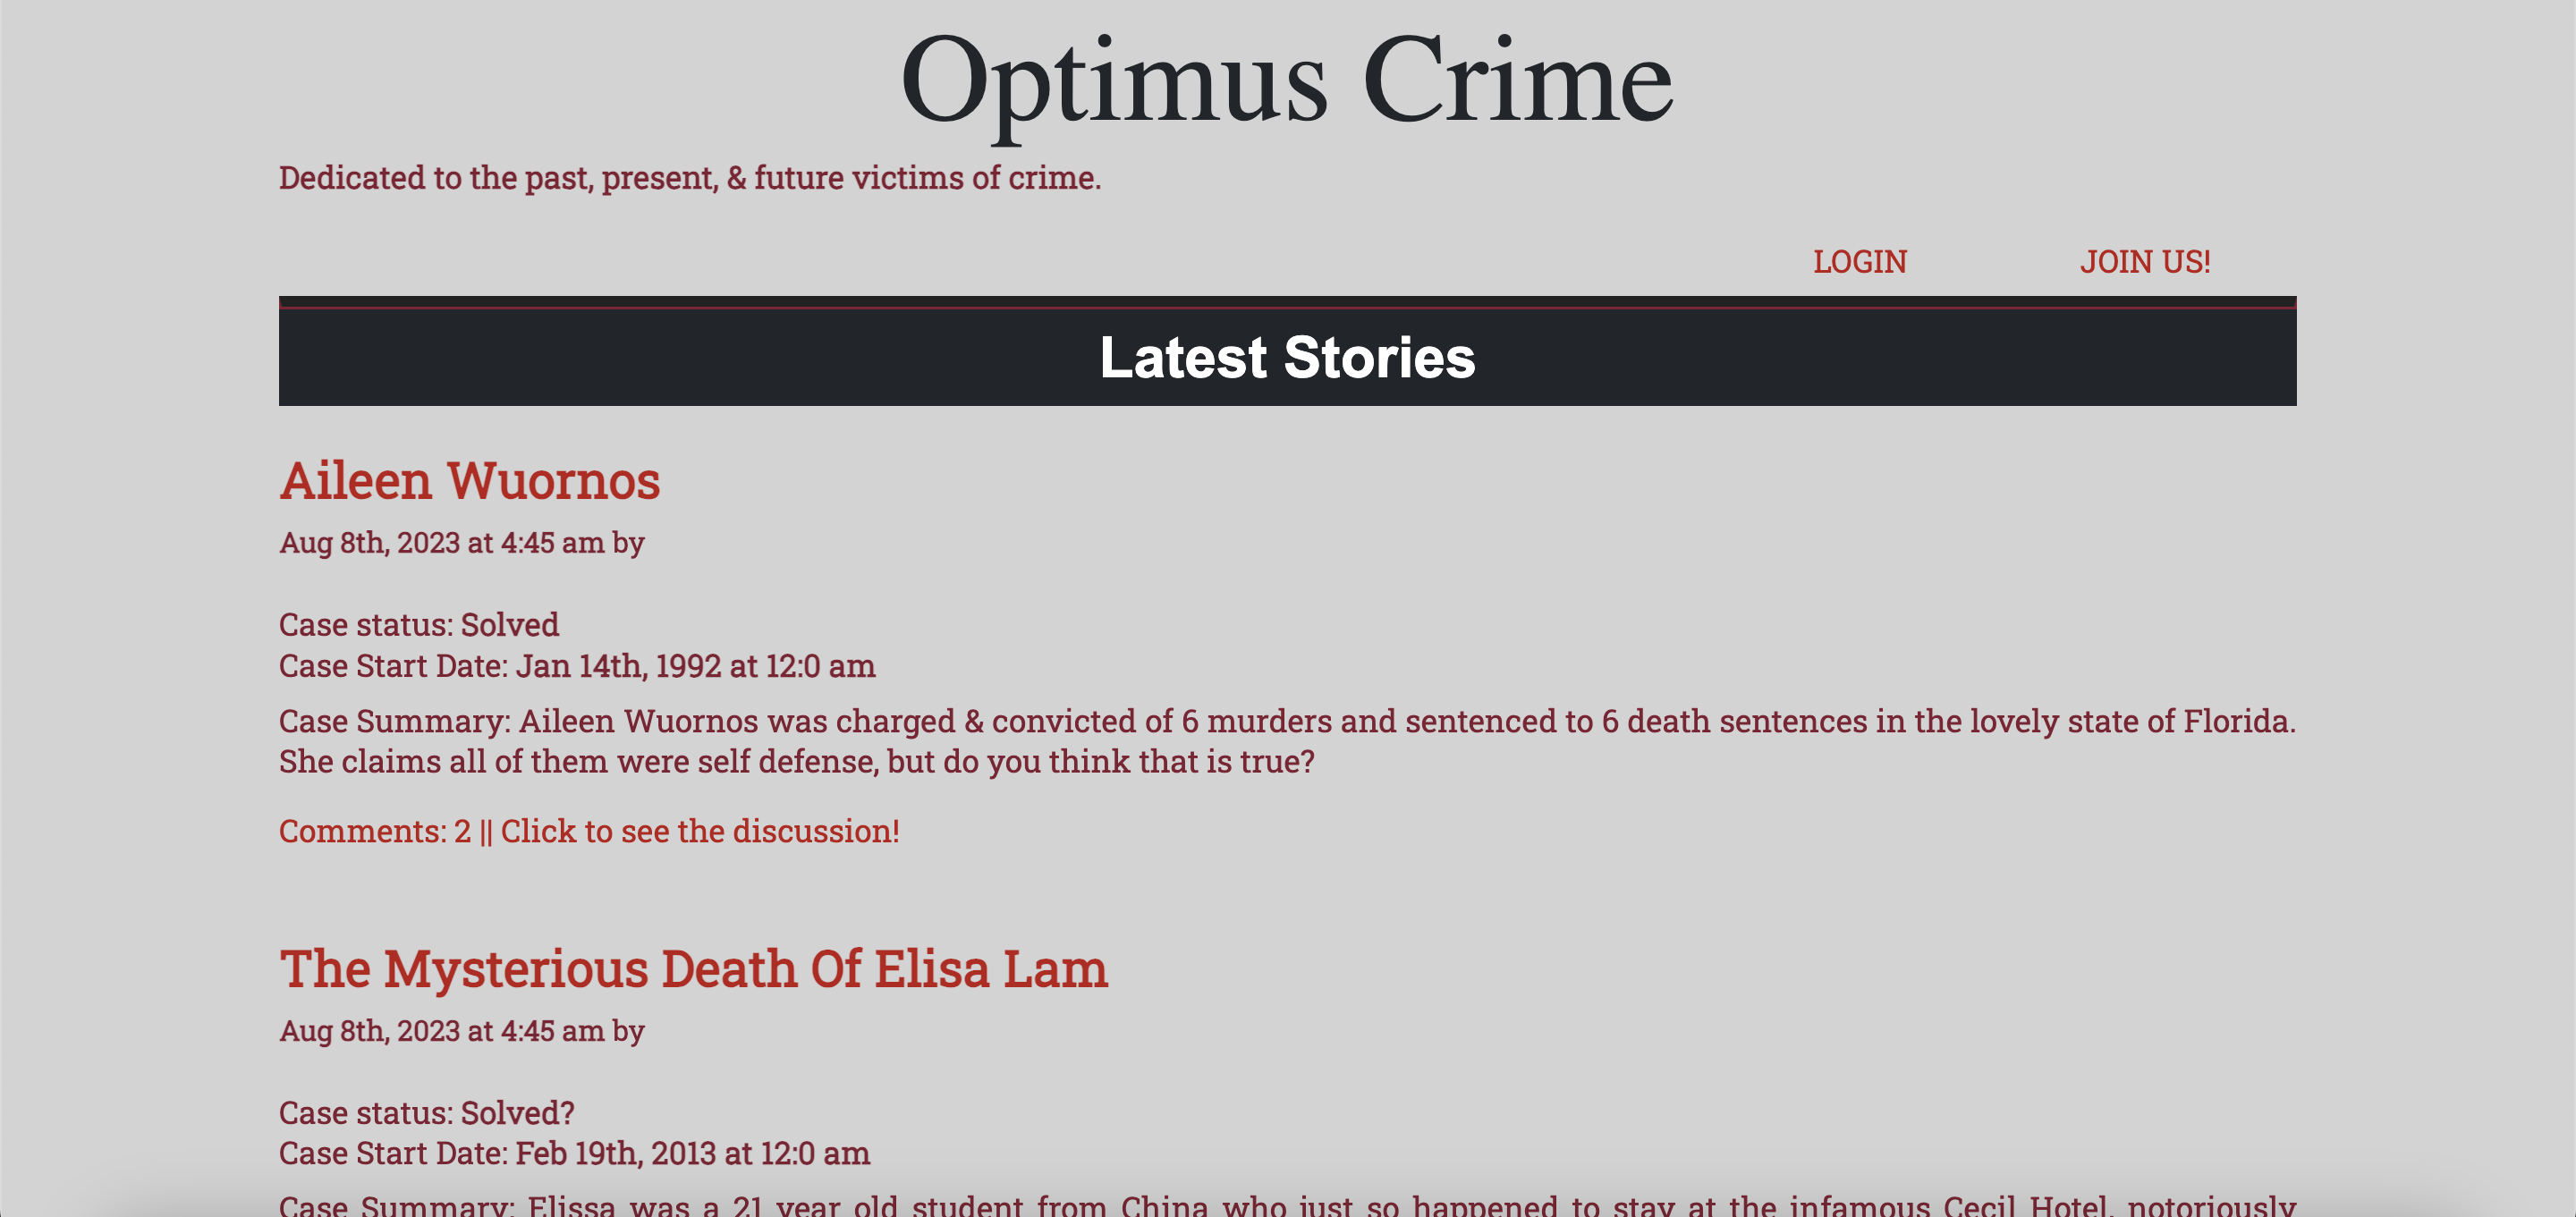 Optimus Crime
Dedicated to the past, present, & future victims of crime.
LOGIN JOIN US!
Latest Stories
Aileen Wuornos
Aug 8th, 2023 at 4:45 am by
Case status: Solved
Case Start Date: Jan 14th, 1992 at 12:0 am
Case Summary: Aileen Wuornos was charged & convicted of 6 murders and sentenced to 6 death sentences in the lovely state of Florida.
She claims all of them were self defense, but do you think that is true?
Comments: 2 || Click to see the discussion!
The Mysterious Death Of Elisa Lam
Aug 8th, 2023 at 4:45 am by
Case status: Solved?
Case Start Date: Feb 19th, 2013 at 12:0 am
Case Summary: Elissa was a 21 year old student from China who just so happened to stay at the infamous Cecil Hotel, notoriously